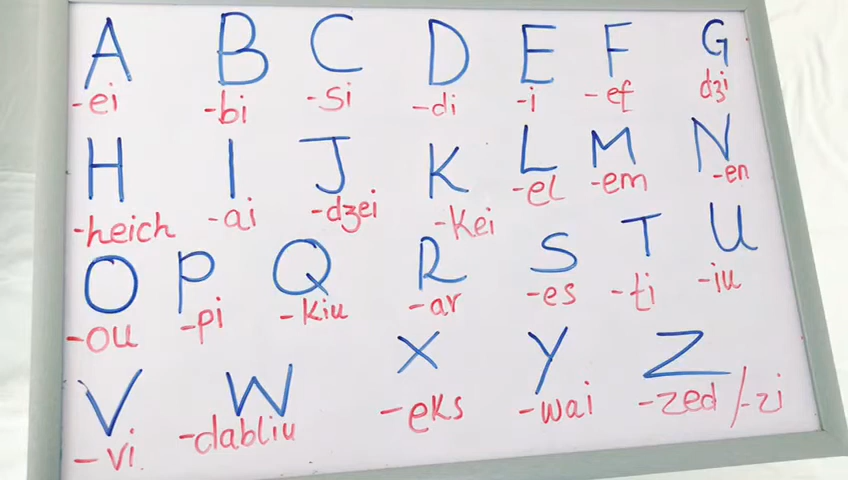 A B C D E F G
-ei -bi -si -di -i -ef dʒi
H I J K L M N
-heich -ai -dʒei -kei -el -em -en
O P Q R S T U
-ou -pi -kiu -ar -es -ti -iu
V W X Y Z
-vi -dabliu -eks -wai -zed/-zi